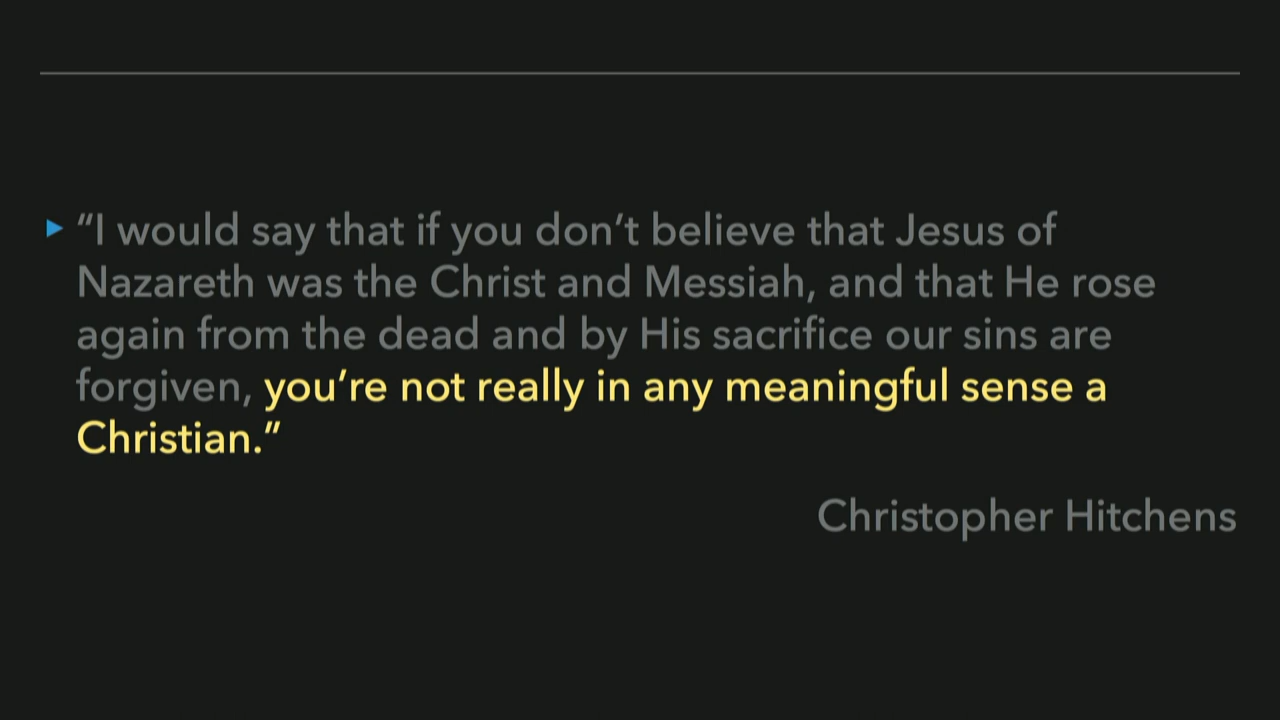 “I would say that if you don’t believe that Jesus of
Nazareth was the Christ and Messiah, and that He rose
again from the dead and by His sacrifice our sins are
forgiven, you’re not really in any meaningful sense a
Christian.”
Christopher Hitchens